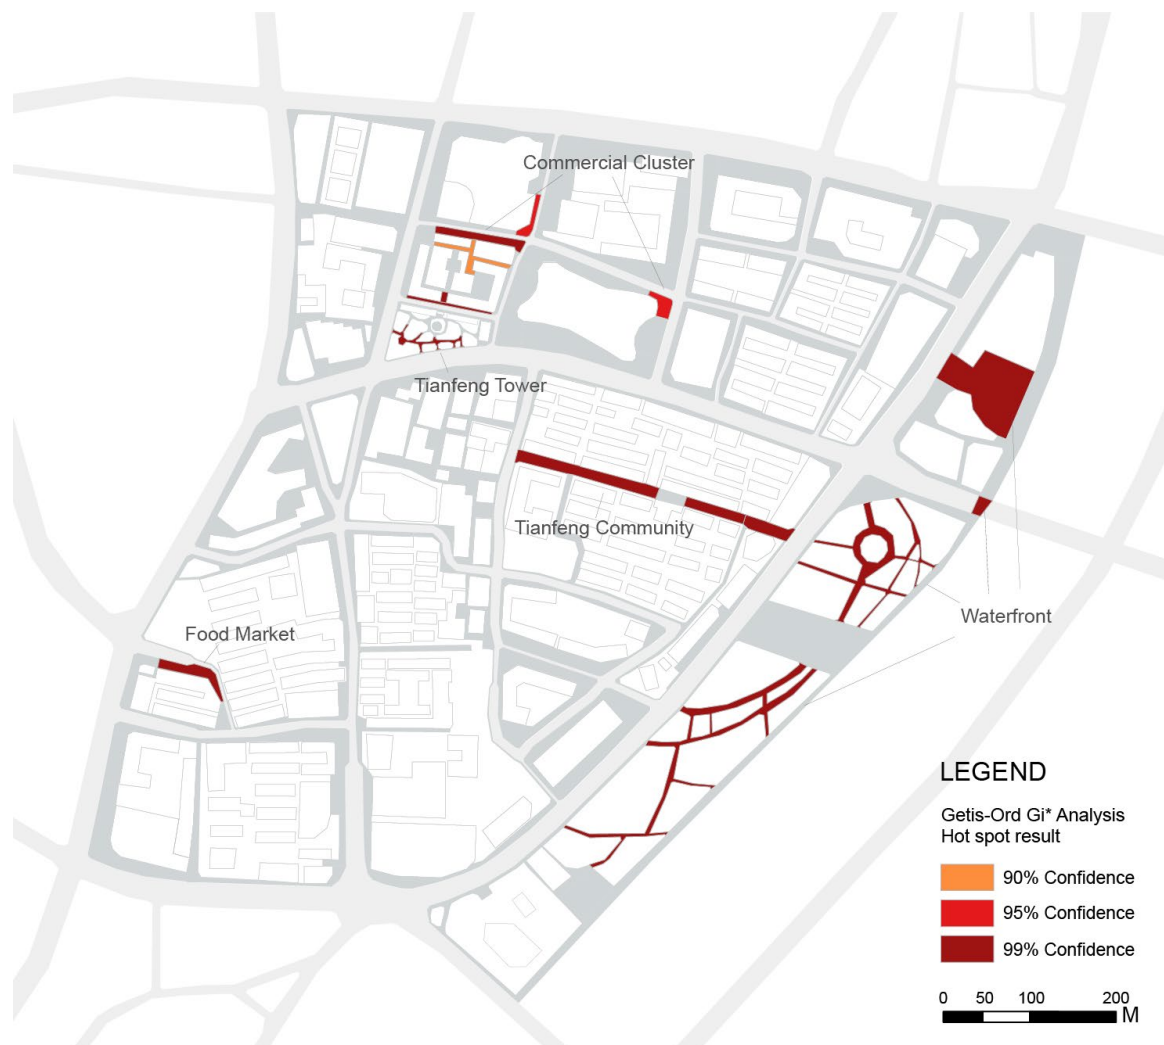 Commercial Cluster
Tianfeng Tower
Tianfeng Community
Waterfront
Food Market
LEGEND
Getis-Ord Gi* Analysis
Hot spot result
90% Confidence
95% Confidence
99% Confidence
0 50 100 200
M